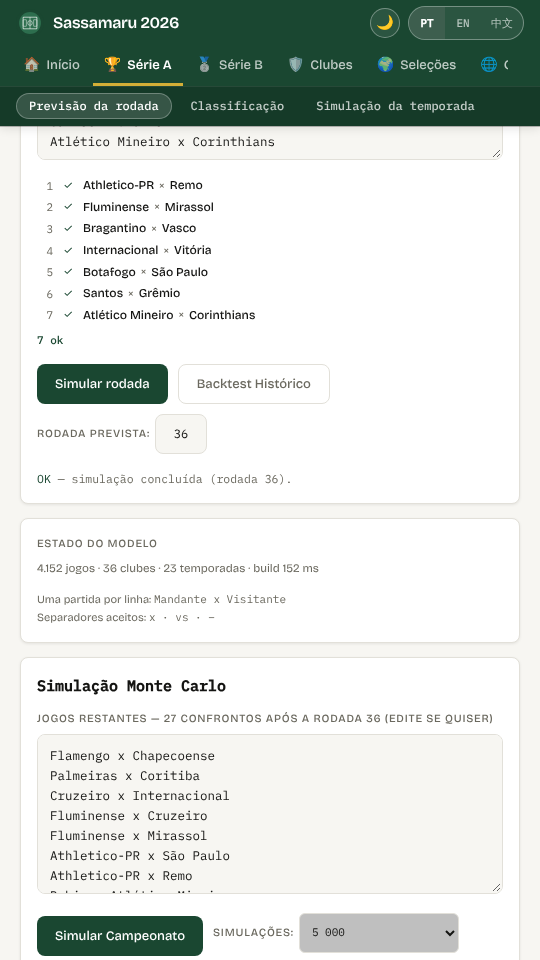 Sassamaru 2026
🌙
PT EN 中文
🏠 Início 🏆 Série A 🥈 Série B 🛡️ Clubes 🌍 Seleções 🌐
Previsão da rodada Classificação Simulação da temporada
Atlético Mineiro x Corinthians
1 ✓ Athletico-PR × Remo
2 ✓ Fluminense × Mirassol
3 ✓ Bragantino × Vasco
4 ✓ Internacional × Vitória
5 ✓ Botafogo × São Paulo
6 ✓ Santos × Grêmio
7 ✓ Atlético Mineiro × Corinthians
7 ok
Simular rodada Backtest Histórico
RODADA PREVISTA: 36
OK — simulação concluída (rodada 36).
ESTADO DO MODELO
4.152 jogos · 36 clubes · 23 temporadas · build 152 ms
Uma partida por linha: Mandante x Visitante
Separadores aceitos: x · vs · –
Simulação Monte Carlo
JOGOS RESTANTES — 27 CONFRONTOS APÓS A RODADA 36 (EDITE SE QUISER)
Flamengo x Chapecoense
Palmeiras x Coritiba
Cruzeiro x Internacional
Fluminense x Cruzeiro
Fluminense x Mirassol
Athletico-PR x São Paulo
Athletico-PR x Remo
Simular Campeonato SIMULAÇÕES: 5 000